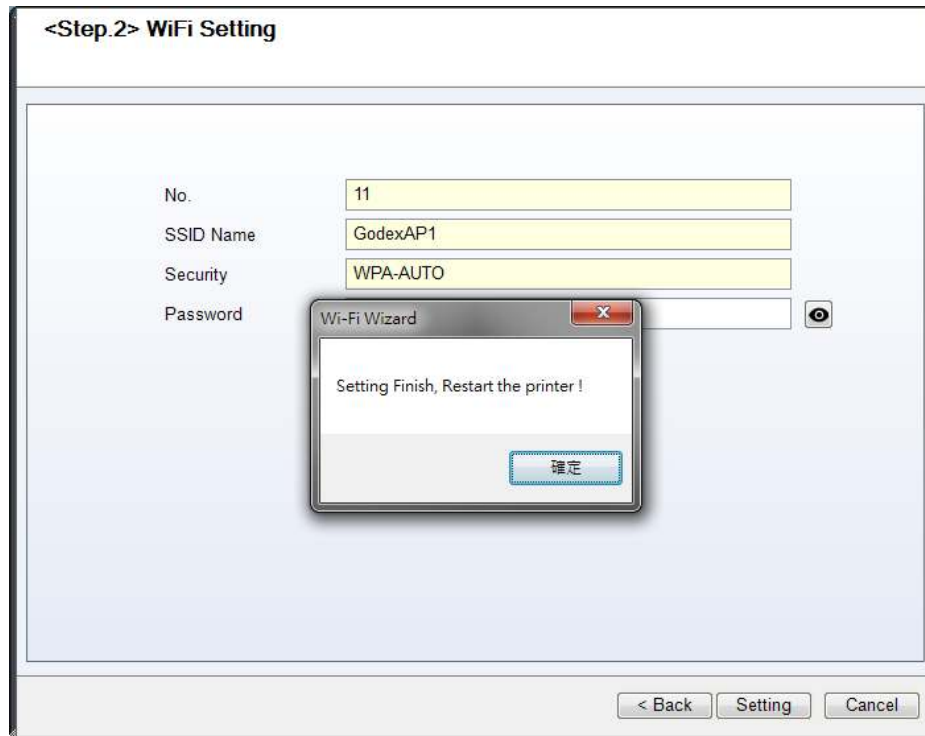 <Step.2> WiFi Setting
No. 11
SSID Name GodexAP1
Security WPA-AUTO
Password
Wi-Fi Wizard
Setting Finish, Restart the printer !
確定
< Back Setting Cancel